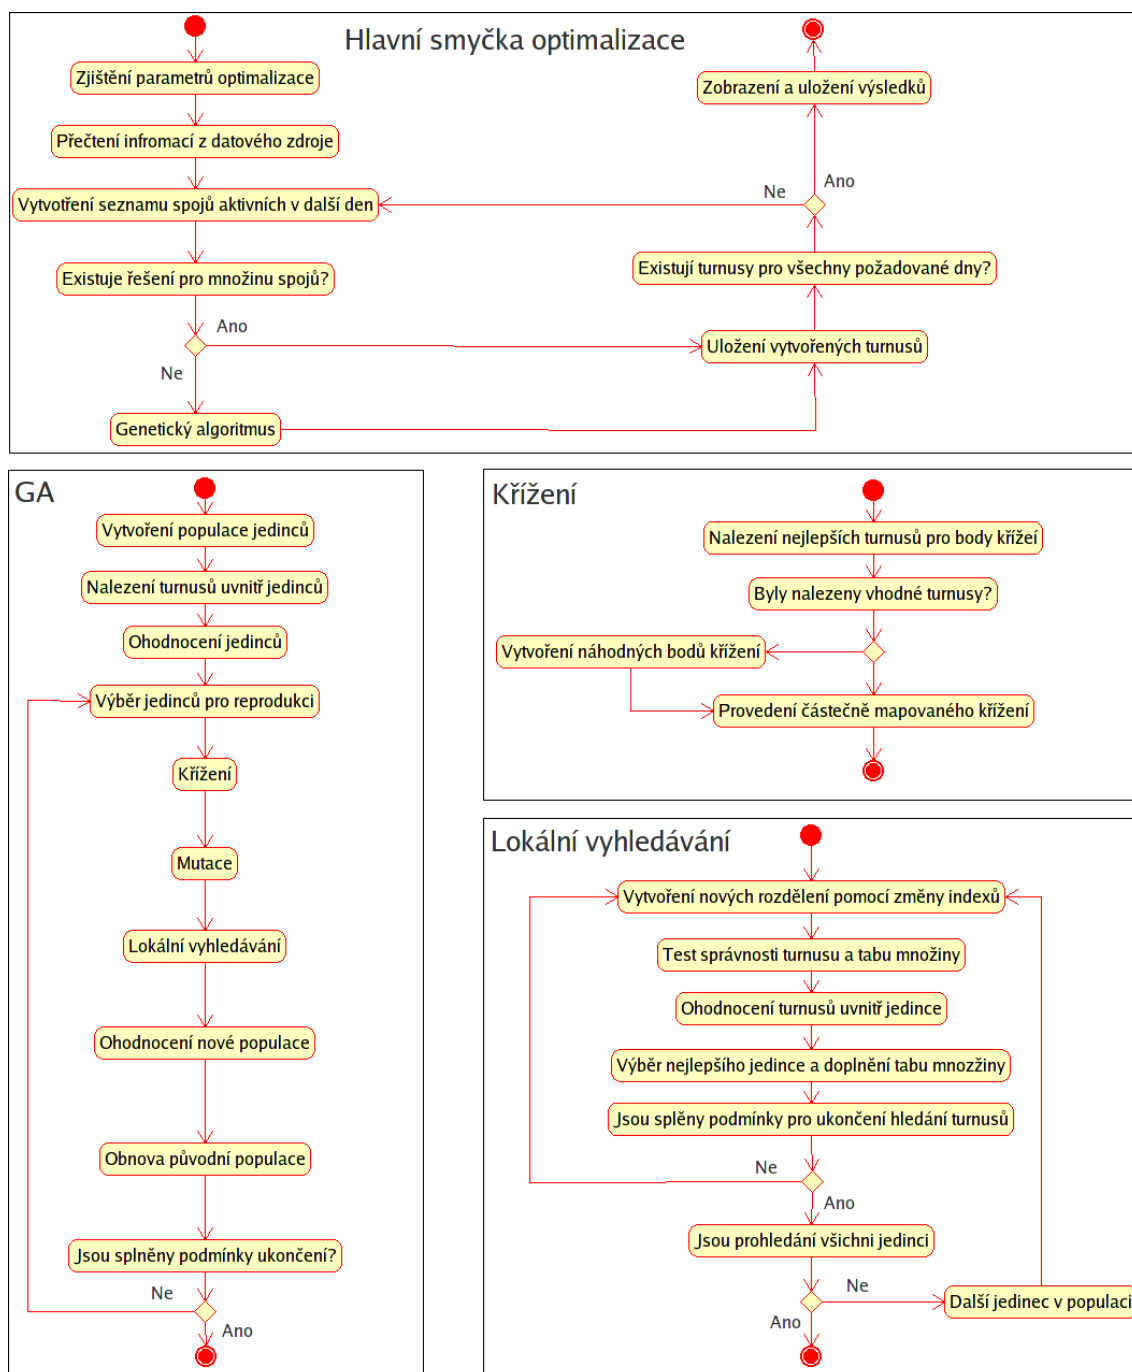 Hlavní smyčka optimalizace
Zjištění parametrů optimalizace
Přečtení infromací z datového zdroje
Vytvotření seznamu spojů aktivních v další den
Existuje řešení pro množinu spojů?
Ano
Ne
Genetický algoritmus
Zobrazení a uložení výsledků
Ne
Ano
Existují turnusy pro všechny požadované dny?
Uložení vytvořených turnusů
GA
Vytvoření populace jedinců
Nalezení turnusů uvnitř jedinců
Ohodnocení jedinců
Výběr jedinců pro reprodukci
Křížení
Mutace
Lokální vyhledávání
Ohodnocení nové populace
Obnova původní populace
Jsou splněny podmínky ukončení?
Ne
Ano
Křížení
Nalezení nejlepších turnusů pro body křížeí
Byly nalezeny vhodné turnusy?
Vytvoření náhodných bodů křížení
Provedení částečně mapovaného křížení
Lokální vyhledávání
Vytvoření nových rozdělení pomocí změny indexů
Test správnosti turnusu a tabu množiny
Ohodnocení turnusů uvnitř jedince
Výběr nejlepšího jedince a doplnění tabu mnozžiny
Jsou splěny podmínky pro ukončení hledání turnusů
Ne
Ano
Jsou prohledání všichni jedinci
Ne
Další jedinec v populaci
Ano